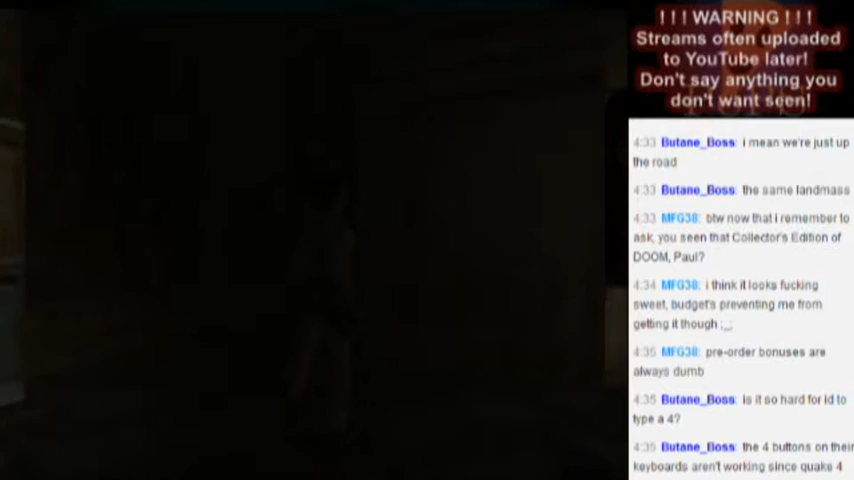 ! ! ! WARNING ! ! !
Streams often uploaded
to YouTube later!
Don't say anything you
don't want seen!
4:33 Butane_Boss: i mean we're just up
the road
4:33 Butane_Boss: the same landmass
4:33 MFG38: btw now that i remember to
ask, you seen that Collector's Edition of
DOOM, Paul?
4:34 MFG38: i think it looks fucking
sweet, budget's preventing me from
getting it though ;_;
4:35 MFG38: pre-order bonuses are
always dumb
4:35 Butane_Boss: is it so hard for id to
type a 4?
4:35 Butane_Boss: the 4 buttons on their
keyboards aren't working since quake 4